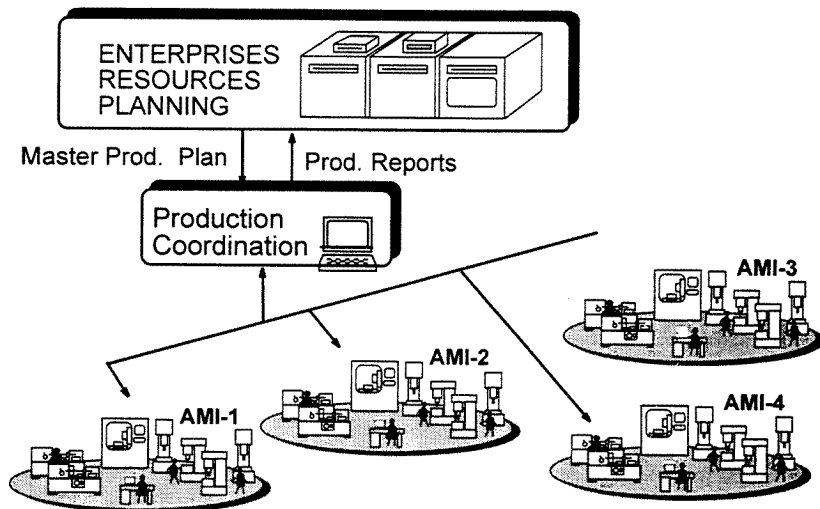 ENTERPRISES
RESOURCES
PLANNING
Master Prod. Plan
Prod. Reports
Production
Coordination
AMI-3
AMI-2
AMI-4
AMI-1